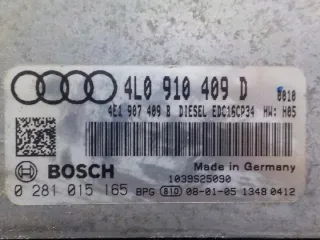 4L0 910 409 D 0010
4E1 907 409 B DIESEL EDC16CP34 HW: H05
BOSCH
Made in Germany
1039S25090
0 281 015 165 BPG 810 08-01-05 1348 0412